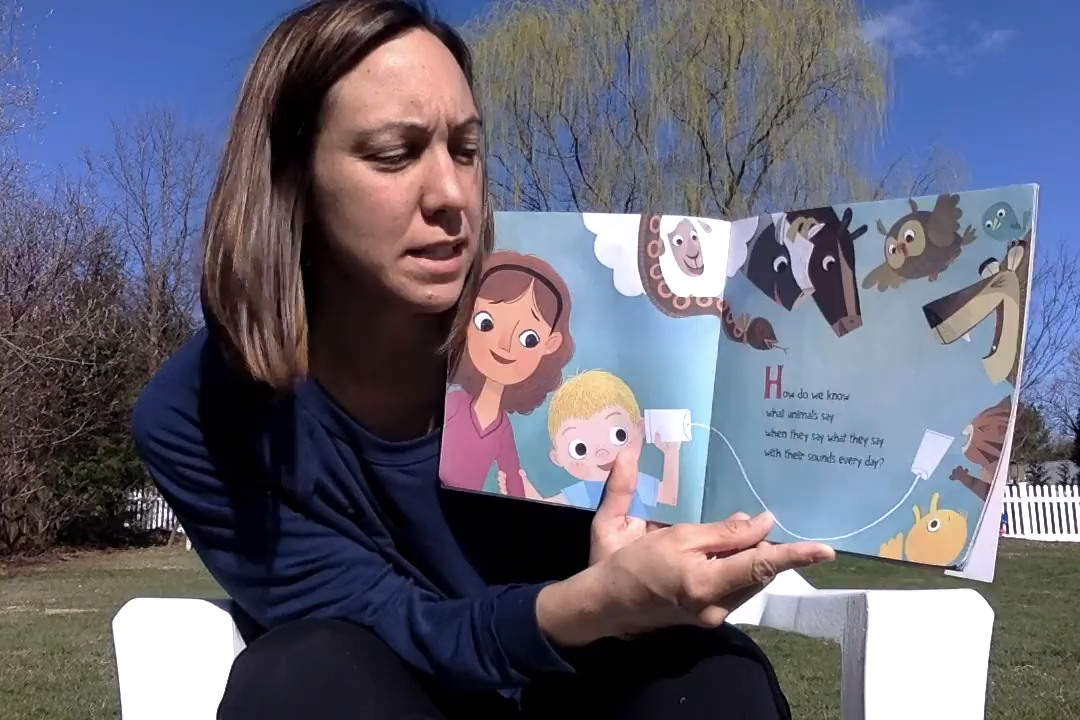 How do we know
what animals say
when they say what they say
with their sounds every day?